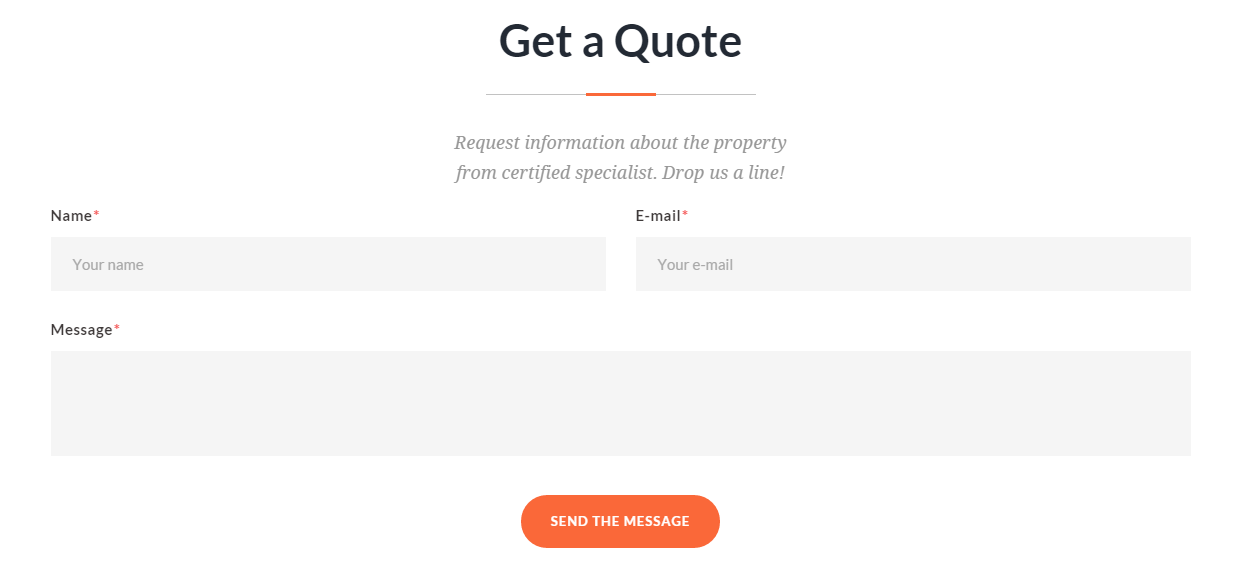 Get a Quote
Request information about the property
from certified specialist. Drop us a line!
Name* E-mail*
Your name Your e-mail
Message*
SEND THE MESSAGE